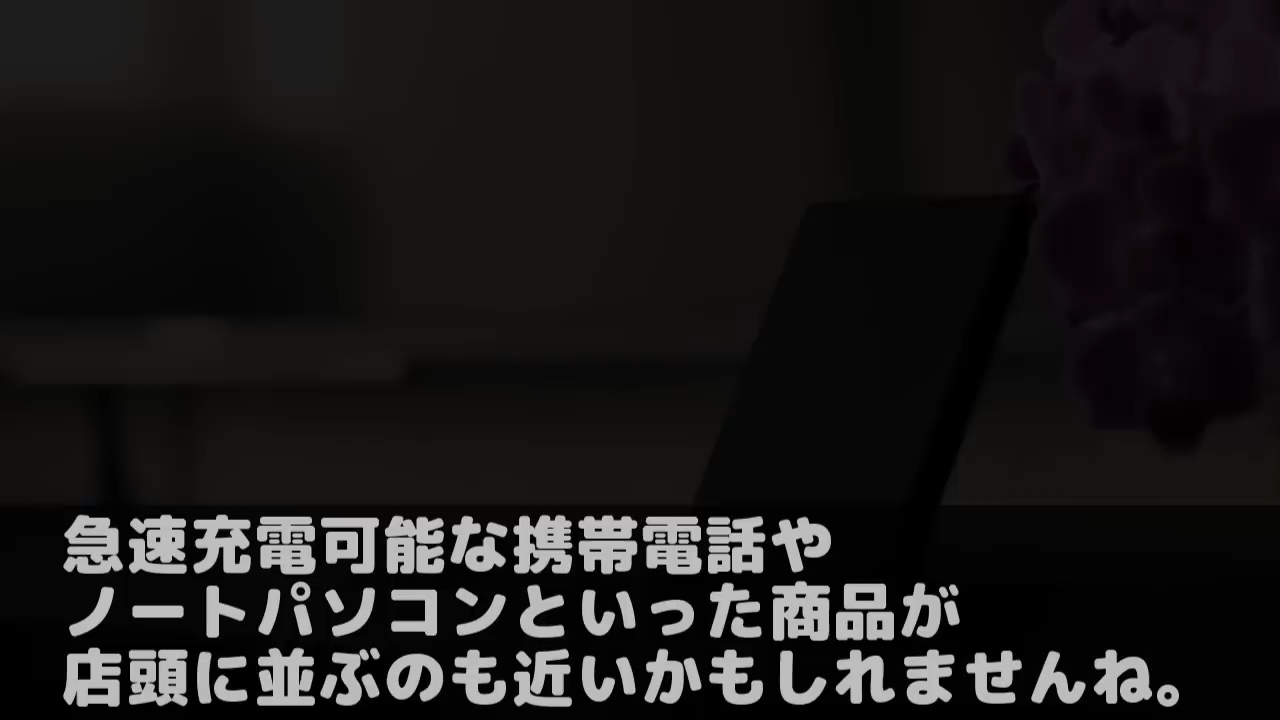 急速充電可能な携帯電話や
ノートパソコンといった商品が
店頭に並ぶのも近いかもしれませんね。